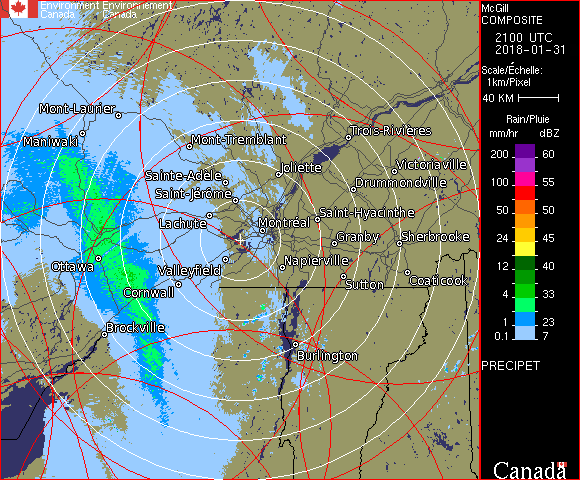 Environment Environnement
Canada Canada
McGill
COMPOSITE
2100 UTC
2018-01-31
Scale/Échelle:
1km/Pixel
40 KM
Rain/Pluie
mm/hr dBZ
200 60
100 55
50 50
24 45
12 40
4 33
1 23
0.1 7
PRECIPET
Canada
Mont-Laurier
Maniwaki
Mont-Tremblant
Trois-Rivières
Sainte-Adèle
Joliette
Victoriaville
Saint-Jérôme
Drummondville
Lachute
Montréal
Saint-Hyacinthe
Granby
Sherbrooke
Ottawa
Valleyfield
Napierville
Cornwall
Sutton
Coaticook
Brockville
Burlington